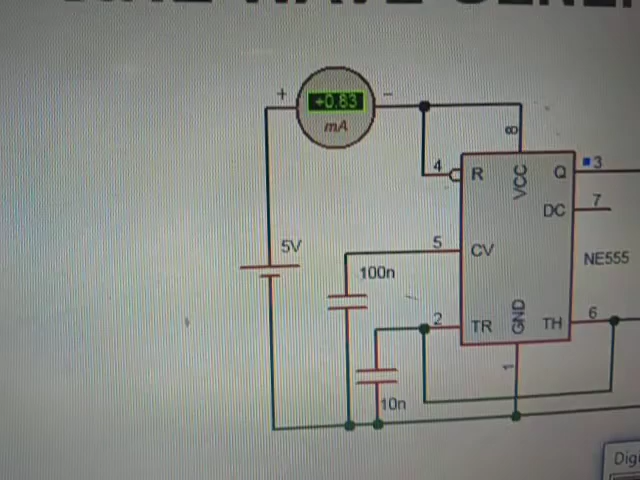 + +0.83 -
mA
8
4 R VCC Q 3
DC 7
5V 5 CV
100n NE555
2 TR GND TH 6
1
10n
Digi